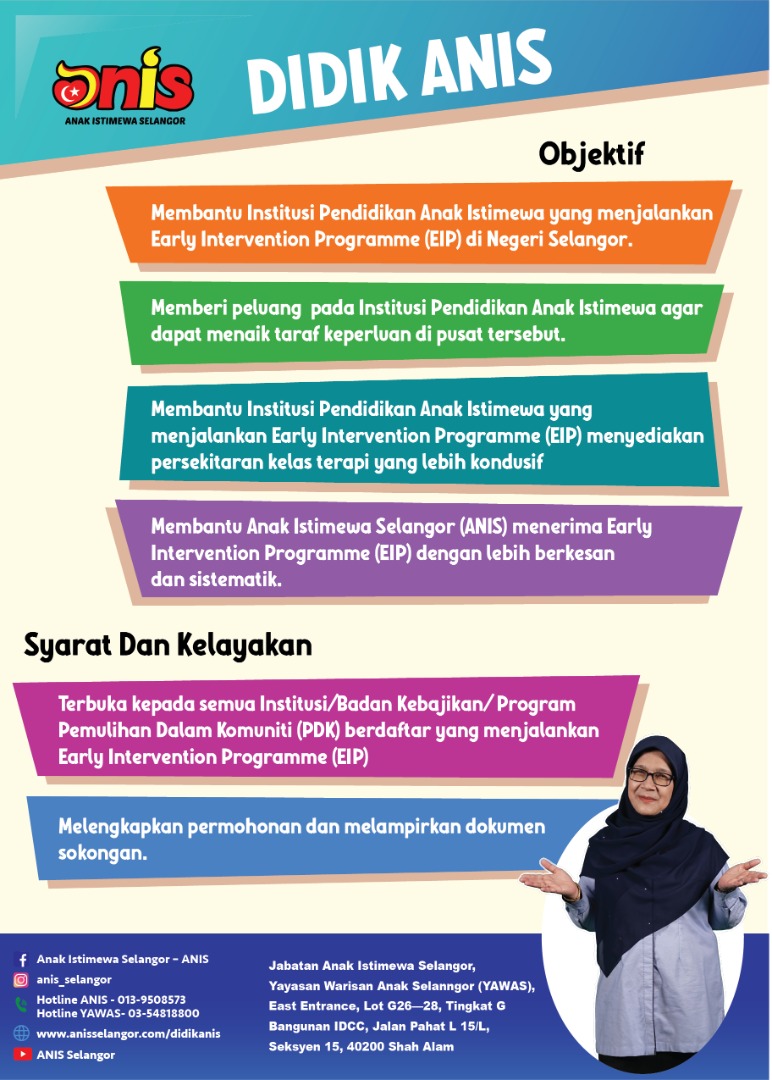 anis
ANAK ISTIMEWA SELANGOR
DIDIK ANIS
Objektif
Membantu Institusi Pendidikan Anak Istimewa yang menjalankan
Early Intervention Programme (EIP) di Negeri Selangor.
Memberi peluang pada Institusi Pendidikan Anak Istimewa agar
dapat menaik taraf keperluan di pusat tersebut.
Membantu Institusi Pendidikan Anak Istimewa yang
menjalankan Early Intervention Programme (EIP) menyediakan
persekitaran kelas terapi yang lebih kondusif
Membantu Anak Istimewa Selangor (ANIS) menerima Early
Intervention Programme (EIP) dengan lebih berkesan
dan sistematik.
Syarat Dan Kelayakan
Terbuka kepada semua Institusi/Badan Kebajikan/ Program
Pemulihan Dalam Komuniti (PDK) berdaftar yang menjalankan
Early Intervention Programme (EIP)
Melengkapkan permohonan dan melampirkan dokumen
sokongan.
Anak Istimewa Selangor – ANIS
anis_selangor
Hotline ANIS - 013-9508573
Hotline YAWAS- 03-54818800
www.anisselangor.com/didikanis
ANIS Selangor
Jabatan Anak Istimewa Selangor,
Yayasan Warisan Anak Selanngor (YAWAS),
East Entrance, Lot G26—28, Tingkat G
Bangunan IDCC, Jalan Pahat L 15/L,
Seksyen 15, 40200 Shah Alam